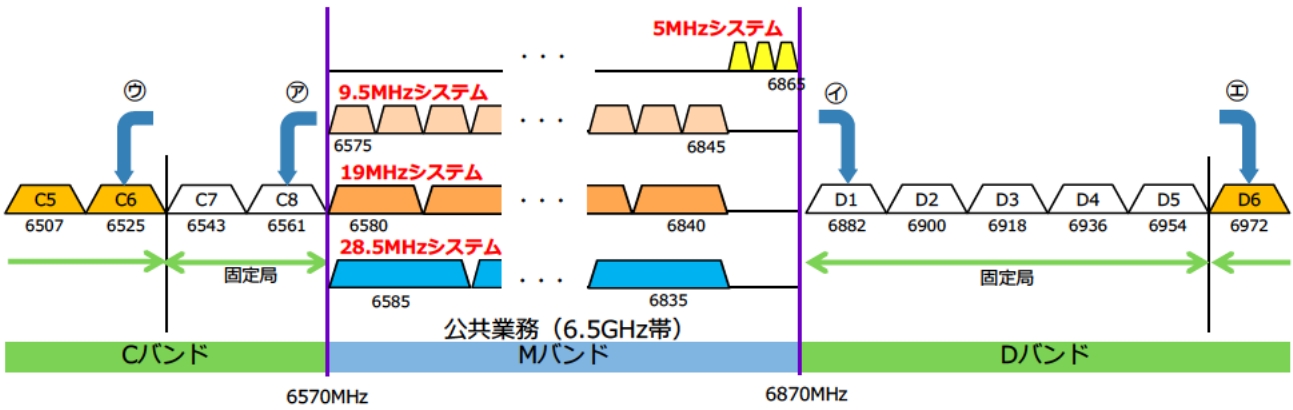 5MHzシステム
・・・
6865
㋒
㋐
9.5MHzシステム
㋑
㋓
・・・
6575
6845
19MHzシステム
C5
C6
C7
C8
・・・
D1
D2
D3
D4
D5
D6
6507
6525
6543
6561
6580
6840
6882
6900
6918
6936
6954
6972
28.5MHzシステム
固定局
・・・
固定局
6585
6835
公共業務（6.5GHz帯）
Cバンド
Mバンド
Dバンド
6570MHz
6870MHz